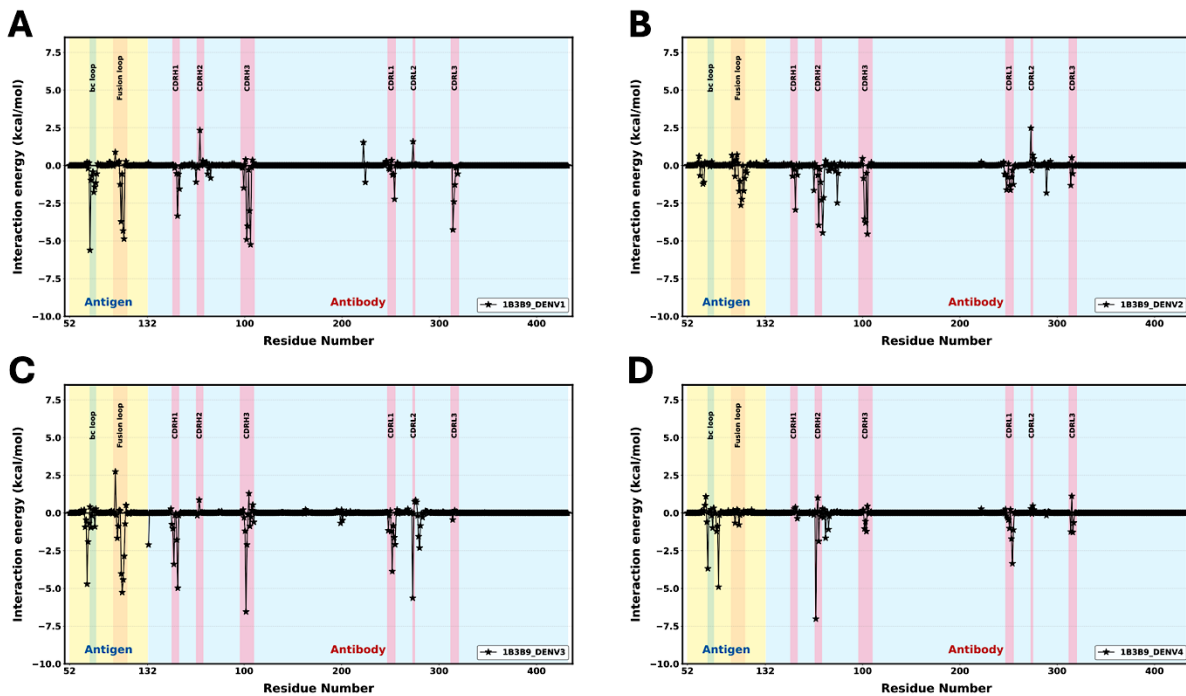 A
7.5
5.0
2.5
0.0
−2.5
−5.0
−7.5
−10.0
Interaction energy (kcal/mol)
bc loop
Fusion loop
CDRH1
CDRH2
CDRH3
CDRL1
CDRL2
CDRL3
Antigen
Antibody
1B3B9_DENV1
52
132
100
200
300
400
Residue Number
B
7.5
5.0
2.5
0.0
−2.5
−5.0
−7.5
−10.0
Interaction energy (kcal/mol)
bc loop
Fusion loop
CDRH1
CDRH2
CDRH3
CDRL1
CDRL2
CDRL3
Antigen
Antibody
1B3B9_DENV2
52
132
100
200
300
400
Residue Number
C
7.5
5.0
2.5
0.0
−2.5
−5.0
−7.5
−10.0
Interaction energy (kcal/mol)
bc loop
Fusion loop
CDRH1
CDRH2
CDRH3
CDRL1
CDRL2
CDRL3
Antigen
Antibody
1B3B9_DENV3
52
132
100
200
300
400
Residue Number
D
7.5
5.0
2.5
0.0
−2.5
−5.0
−7.5
−10.0
Interaction energy (kcal/mol)
bc loop
Fusion loop
CDRH1
CDRH2
CDRH3
CDRL1
CDRL2
CDRL3
Antigen
Antibody
1B3B9_DENV4
52
132
100
200
300
400
Residue Number